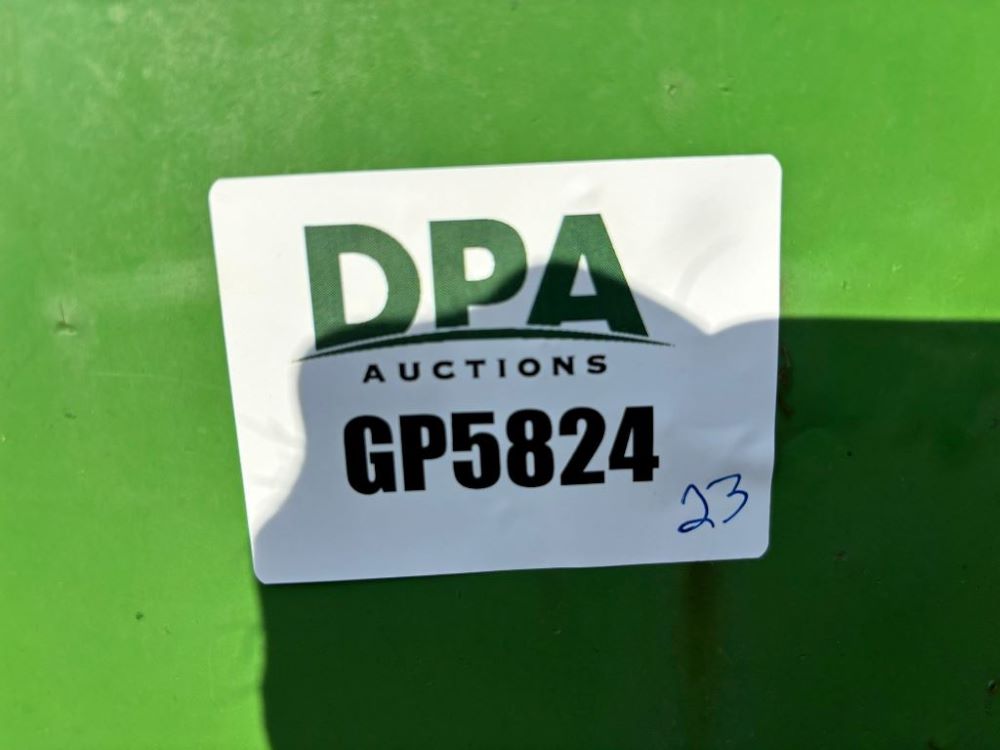 DPA
AUCTIONS
GP5824
23